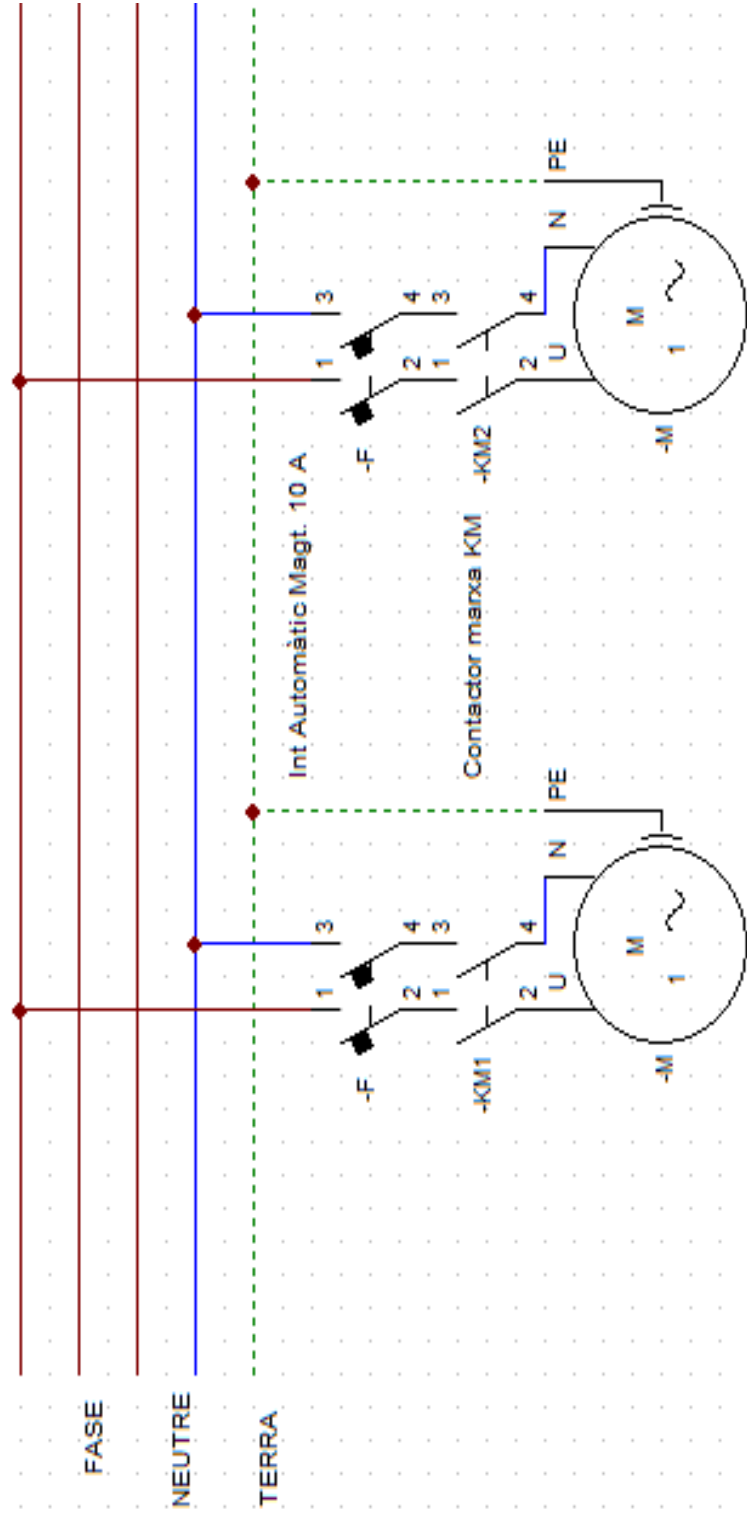 FASE
NEUTRE
TERRA
Int Automàtic Magt. 10 A
1 3 1 3
-F -F
2 4 2 4
1 3 1 3
-KM1 Contactor marxa KM -KM2
2 4 2 4
U N PE U N PE
M M
-M 1 ~ -M 1 ~